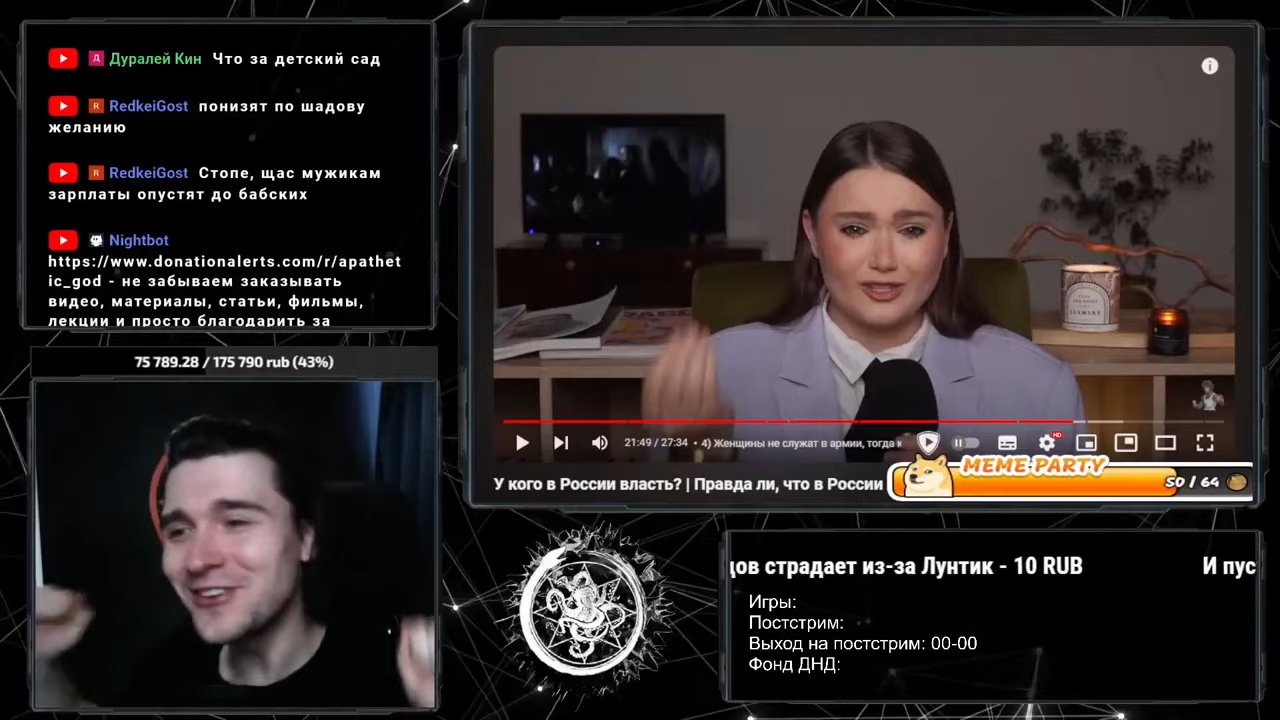 Д Дуралей Кин Что за детский сад
R RedkeiGost понизят по шадову
желанию
R RedkeiGost Стопе, щас мужикам
зарплаты опустят до бабских
Nightbot
https://www.donationalerts.com/r/apathet
ic_god - не забываем заказывать
видео, материалы, статьи, фильмы,
лекции и просто благодарить за
75 789.28 / 175 790 rub (43%)
JASMINE
21:49 / 27:34 • 4) Женщины не служат в армии, тогда
HD
У кого в России власть? | Правда ли, что в России
MEME PARTY
50 / 64
дов страдает из-за Лунтик - 10 RUB И пус
Игры:
Постстрим:
Выход на постстрим: 00-00
Фонд ДНД: